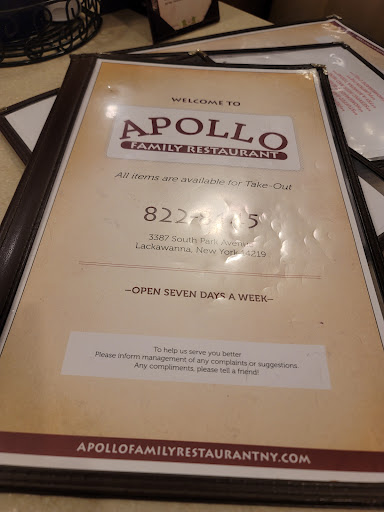 WELCOME TO
APOLLO
FAMILY RESTAURANT
All items are available for Take-Out
3387 South Park Avenue
Lackawanna, New York 14219
–OPEN SEVEN DAYS A WEEK–
To help us serve you better
Please inform management of any complaints or suggestions.
Any compliments, please tell a friend!
APOLLOFAMILYRESTAURANTNY.COM